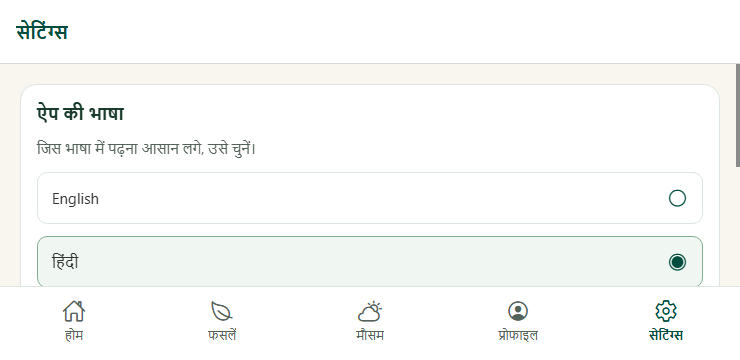 सेटिंग्स
ऐप की भाषा
जिस भाषा में पढ़ना आसान लगे, उसे चुनें।
English
हिंदी
होम
फसलें
मौसम
प्रोफाइल
सेटिंग्स